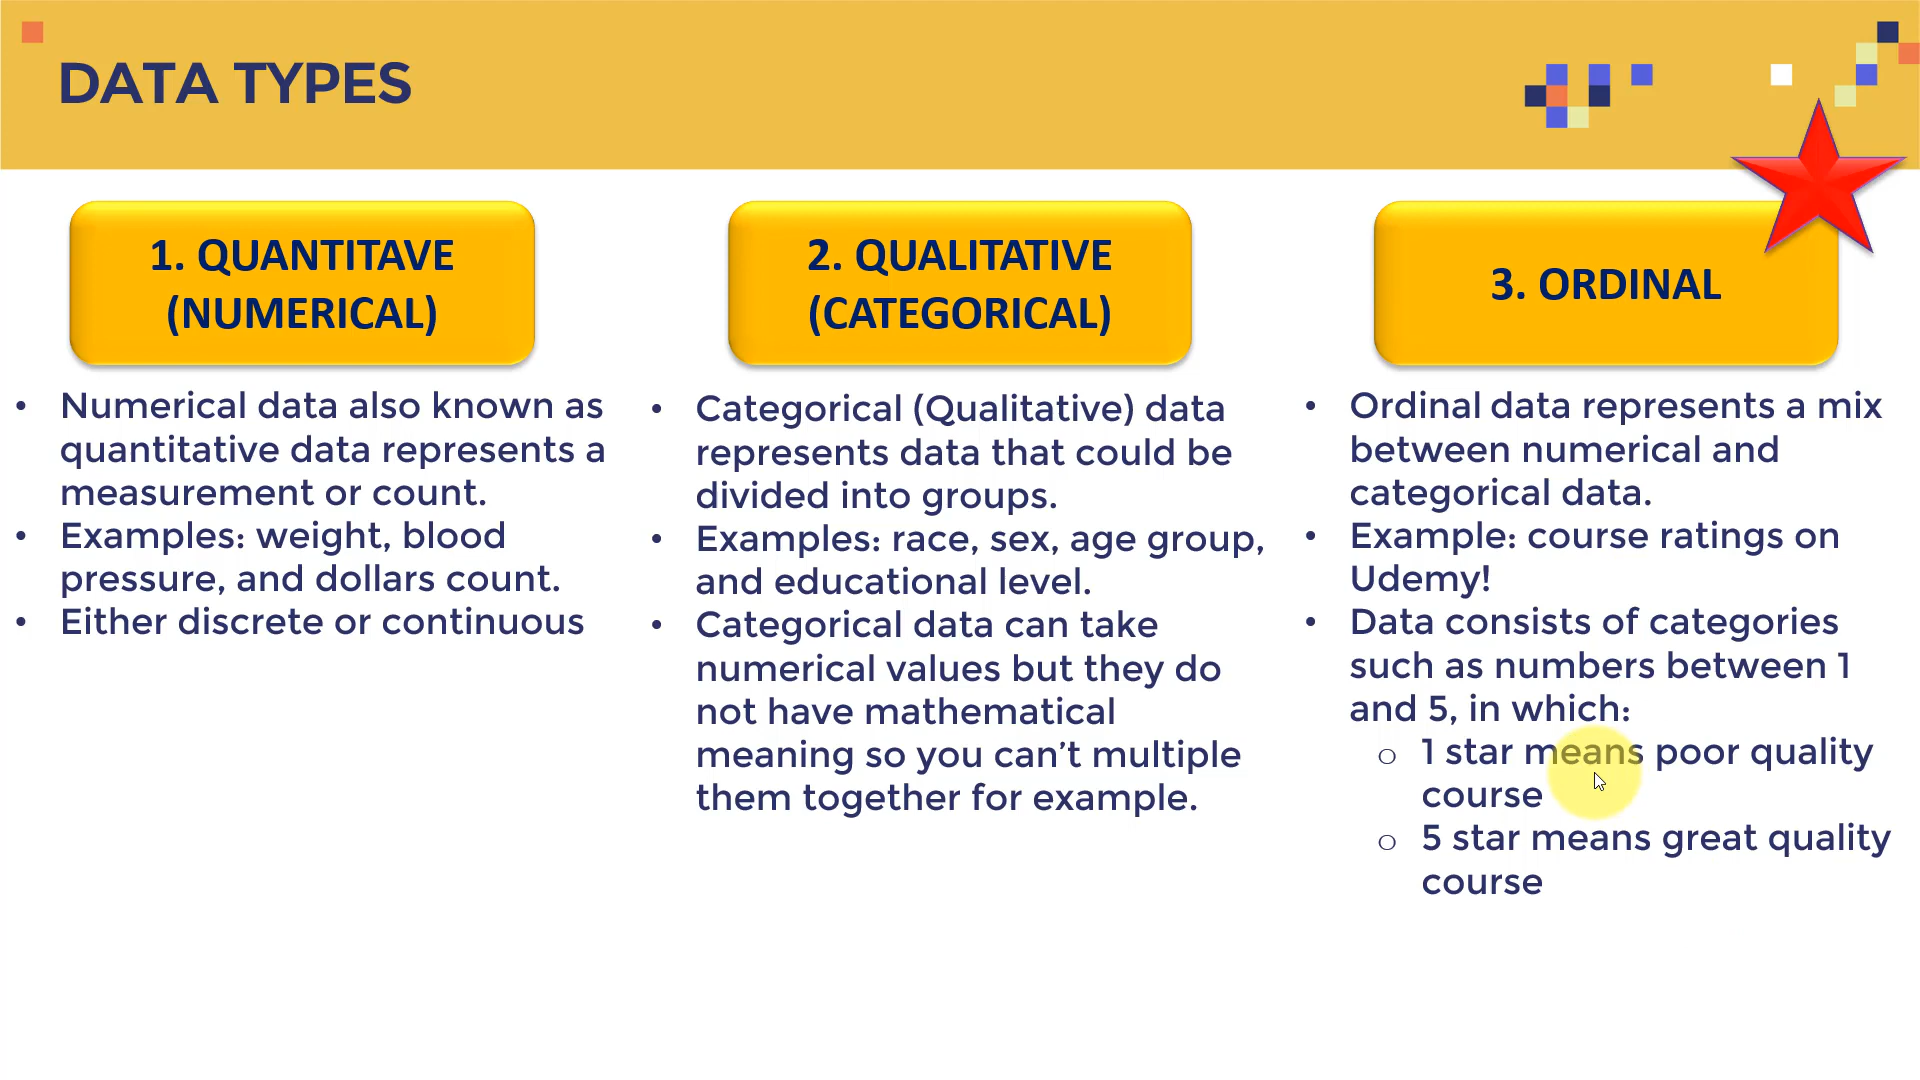 DATA TYPES
1. QUANTITAVE
(NUMERICAL)
• Numerical data also known as
quantitative data represents a
measurement or count.
• Examples: weight, blood
pressure, and dollars count.
• Either discrete or continuous
2. QUALITATIVE
(CATEGORICAL)
• Categorical (Qualitative) data
represents data that could be
divided into groups.
• Examples: race, sex, age group,
and educational level.
• Categorical data can take
numerical values but they do
not have mathematical
meaning so you can’t multiple
them together for example.
3. ORDINAL
• Ordinal data represents a mix
between numerical and
categorical data.
• Example: course ratings on
Udemy!
• Data consists of categories
such as numbers between 1
and 5, in which:
o 1 star means poor quality
course
o 5 star means great quality
course